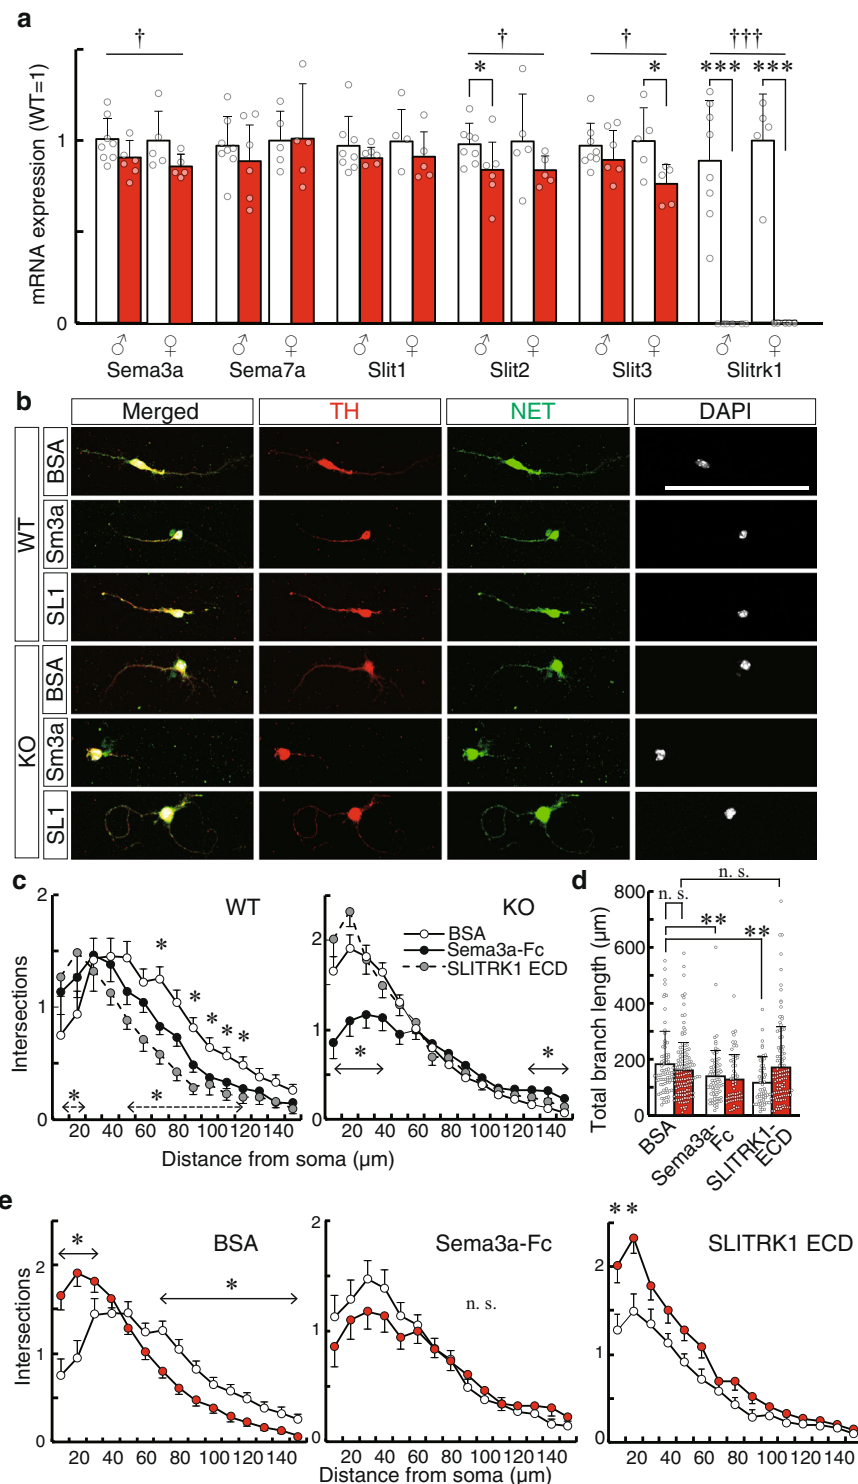 a
mRNA expression (WT=1)
† † † †††
* * *** ***
1
0
♂ ♀ ♂ ♀ ♂ ♀ ♂ ♀ ♂ ♀ ♂ ♀
Sema3a Sema7a Slit1 Slit2 Slit3 Slitrk1
b
Merged TH NET DAPI
WT
BSA
Sm3a
SL1
KO
BSA
Sm3a
SL1
c
WT
KO
BSA
Sema3a-Fc
SLITRK1 ECD
Intersections
2
1
0
2
1
0
* * * * *
* *
* *
20 40 60 80 100 120 140
20 40 60 80 100 120 140
Distance from soma (µm)
d
Total branch length (µm)
800
600
400
200
0
n. s.
n. s.
**
**
BSA
Sema3a-Fc
SLITRK1-ECD
e
BSA
Sema3a-Fc
SLITRK1 ECD
Intersections
* *
n. s.
**
2
1
0
2
1
0
2
1
0
20 40 60 80 100 120 140
20 40 60 80 100 120 140
20 40 60 80 100 120 140
Distance from soma (µm)